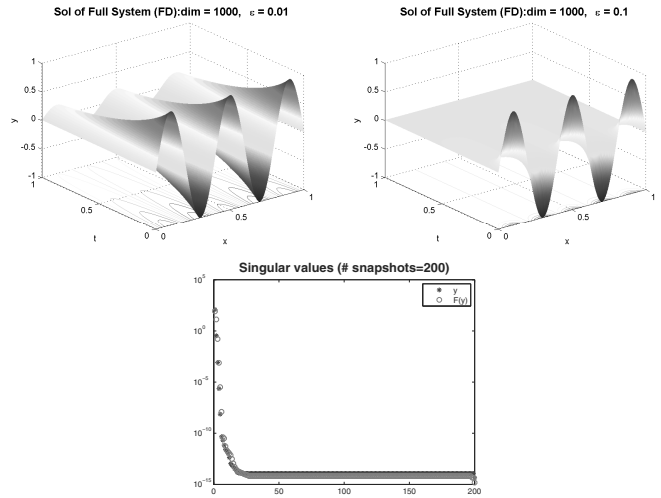 Sol of Full System (FD):dim = 1000, ε = 0.01
1
0.5
0
-0.5
-1
y
1
0.5
0
t
0
0.5
1
x
Sol of Full System (FD):dim = 1000, ε = 0.1
1
0.5
0
-0.5
-1
y
1
0.5
0
t
0
0.5
1
x
Singular values (# snapshots=200)
10^5
10^0
10^-5
10^-10
10^-15
0 50 100 150 200
y
F(y)